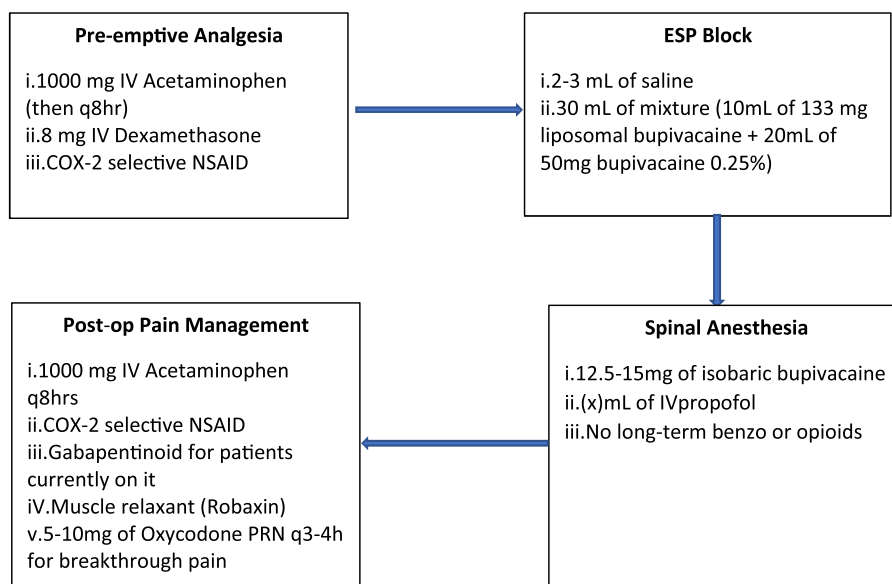 Pre-emptive Analgesia
i.1000 mg IV Acetaminophen
(then q8hr)
ii.8 mg IV Dexamethasone
iii.COX-2 selective NSAID
ESP Block
i.2-3 mL of saline
ii.30 mL of mixture (10mL of 133 mg
liposomal bupivacaine + 20mL of
50mg bupivacaine 0.25%)
Spinal Anesthesia
i.12.5-15mg of isobaric bupivacaine
ii.(x)mL of IVpropofol
iii.No long-term benzo or opioids
Post-op Pain Management
i.1000 mg IV Acetaminophen
q8hrs
ii.COX-2 selective NSAID
iii.Gabapentinoid for patients
currently on it
iV.Muscle relaxant (Robaxin)
v.5-10mg of Oxycodone PRN q3-4h
for breakthrough pain